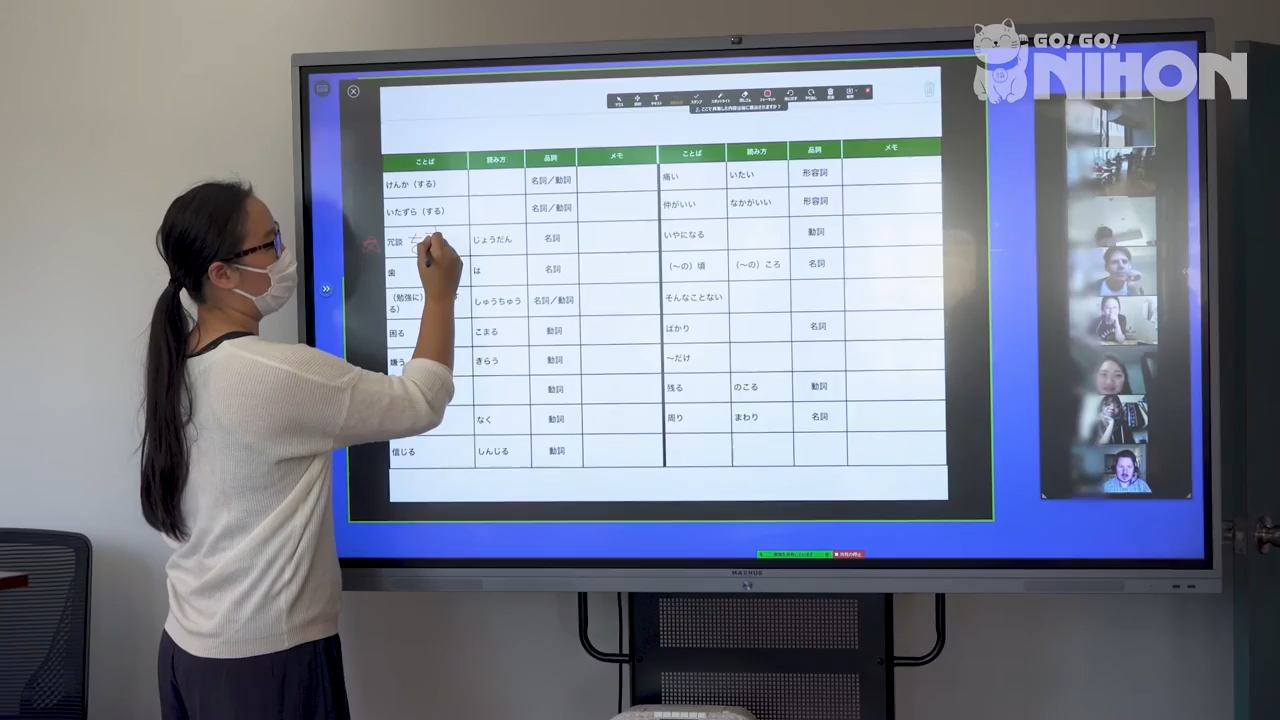 GO! GO!
NIHON
ことば 読み方 品詞 メモ ことば 読み方 品詞 メモ
けんか（する） 名詞／動詞 痛い いたい 形容詞
いたずら（する） 名詞／動詞 仲がいい なかがいい 形容詞
冗談 じょうだん 名詞 いやになる 動詞
歯 は 名詞 （〜の）頃 （〜の）ころ 名詞
（勉強に） す
る） しゅうちゅう 名詞／動詞 そんなことない
困る こまる 動詞 ばかり 名詞
嫌う きらう 動詞 〜だけ
動詞 残る のこる 動詞
なく 動詞 周り まわり 名詞
信じる しんじる 動詞
MAXHUB